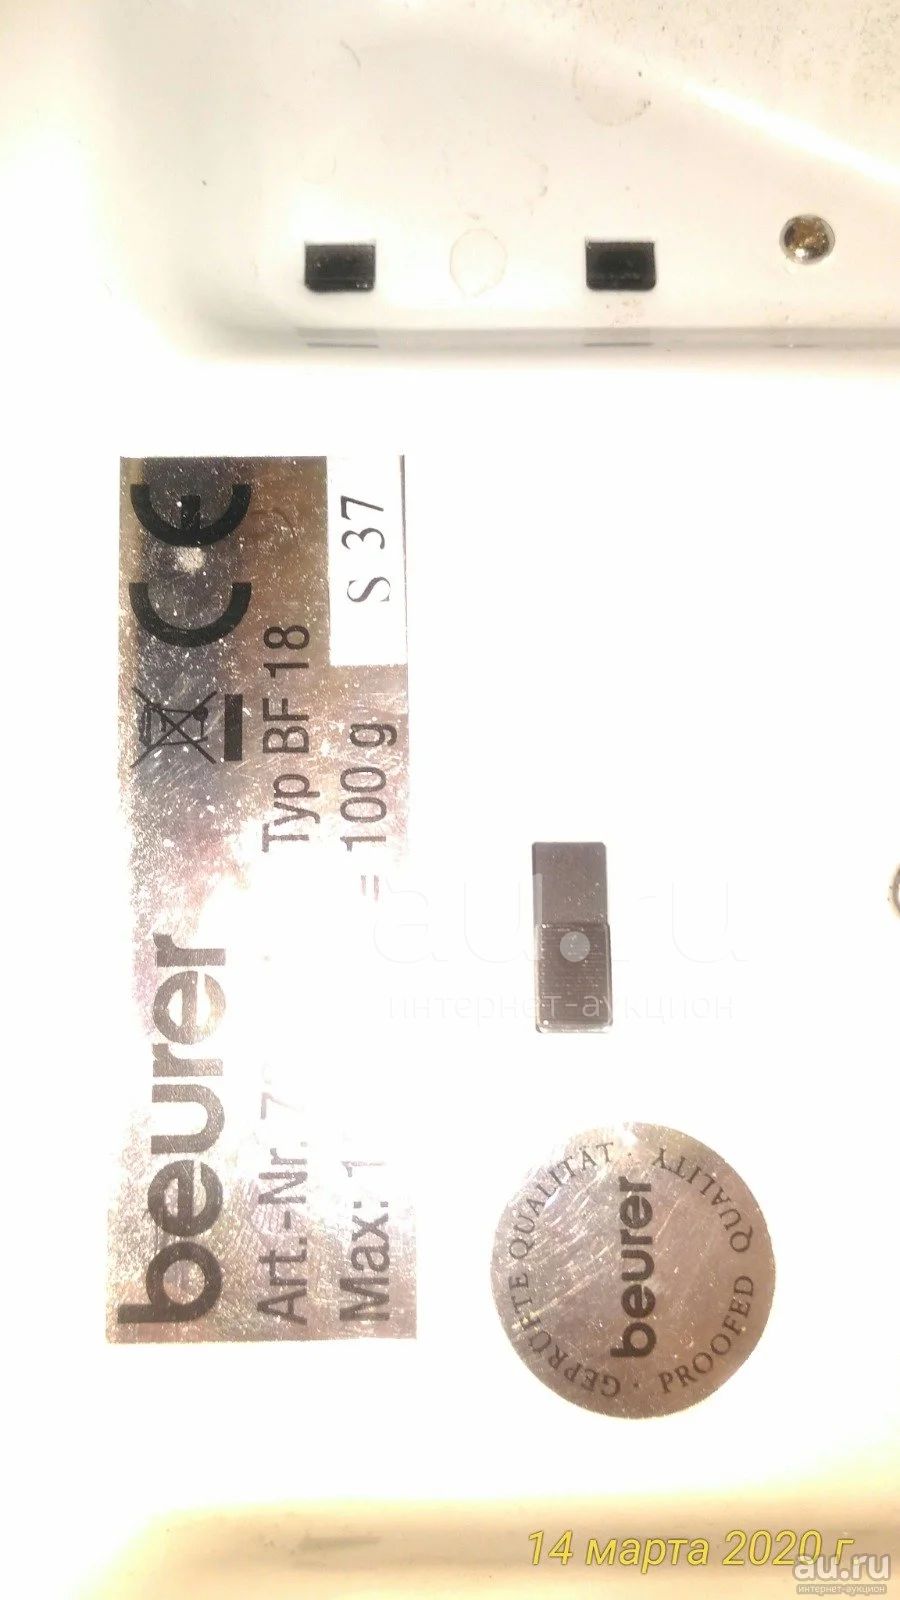 beurer CE
Art.-Nr. 7 Typ BF 18
Max: 1 = 100 g
S 37
GEPRÜFTE QUALITÄT · QUALITY PROOFED ·
beurer
au.ru
интернет-аукцион
14 марта 2020 г.
au.ru
интернет-аукцион